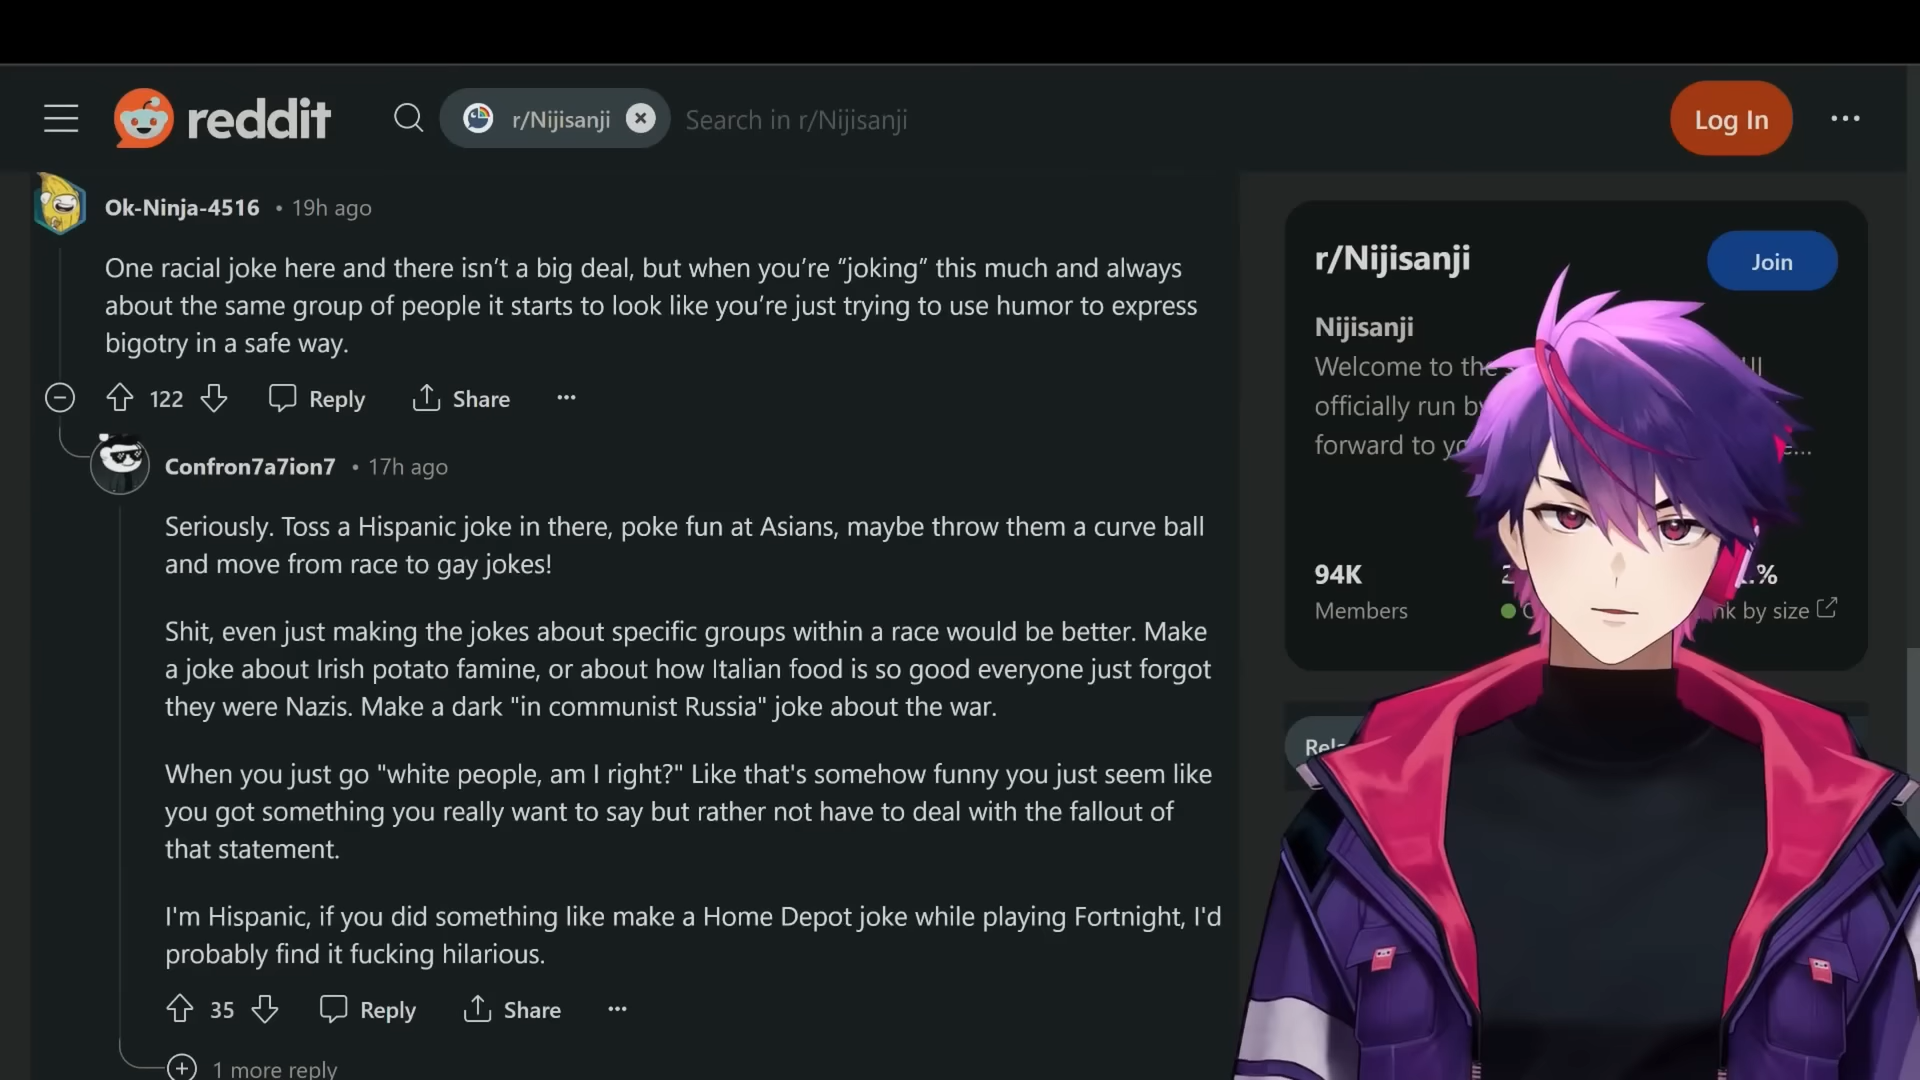 reddit
r/Nijisanji
Search in r/Nijisanji
Log In
Ok-Ninja-4516 • 19h ago
One racial joke here and there isn’t a big deal, but when you’re “joking” this much and always
about the same group of people it starts to look like you’re just trying to use humor to express
bigotry in a safe way.
122
Reply
Share
Confron7a7ion7 • 17h ago
Seriously. Toss a Hispanic joke in there, poke fun at Asians, maybe throw them a curve ball
and move from race to gay jokes!
Shit, even just making the jokes about specific groups within a race would be better. Make
a joke about Irish potato famine, or about how Italian food is so good everyone just forgot
they were Nazis. Make a dark "in communist Russia" joke about the war.
When you just go "white people, am I right?" Like that's somehow funny you just seem like
you got something you really want to say but rather not have to deal with the fallout of
that statement.
I'm Hispanic, if you did something like make a Home Depot joke while playing Fortnight, I'd
probably find it fucking hilarious.
35
Reply
Share
1 more reply
r/Nijisanji
Join
Nijisanji
Welcome to the
officially run
forward to
94K
Members
by size